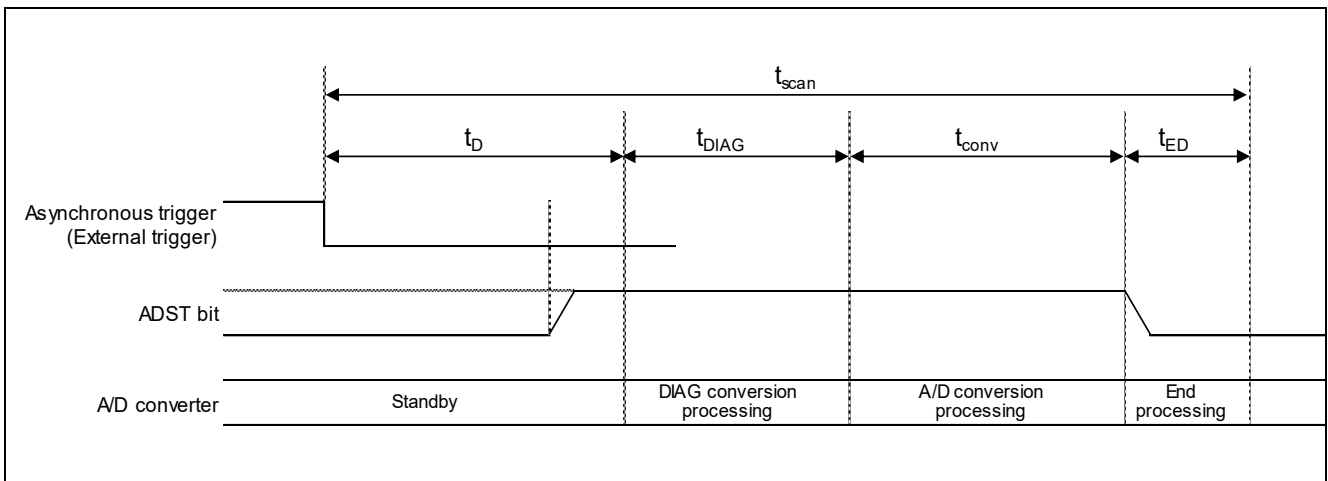 tscan
tD
tDIAG
tconv
tED
Asynchronous trigger
(External trigger)
ADST bit
A/D converter
Standby
DIAG conversion
processing
A/D conversion
processing
End
processing